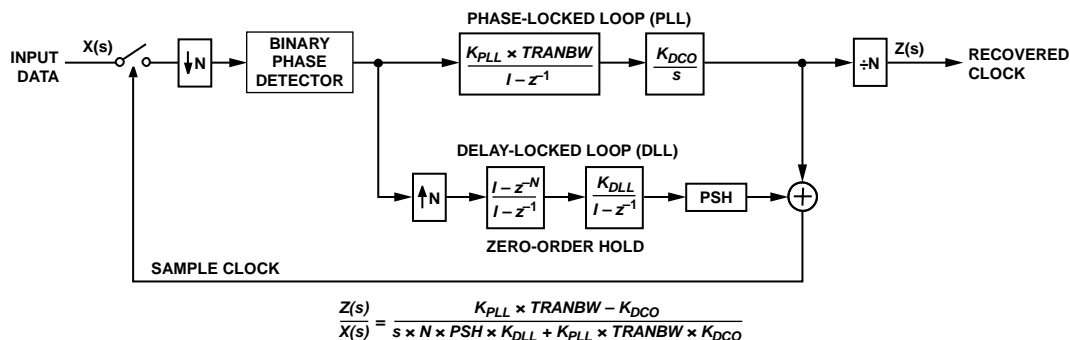 PHASE-LOCKED LOOP (PLL)
INPUT DATA
X(s)
↓N
BINARY PHASE DETECTOR
K_PLL × TRANBW
I – z^–1
K_DCO
s
÷N
Z(s)
RECOVERED CLOCK
DELAY-LOCKED LOOP (DLL)
↑N
I – z^–N
I – z^–1
K_DLL
I – z^–1
PSH
+
ZERO-ORDER HOLD
SAMPLE CLOCK
Z(s)
X(s)
=
K_PLL × TRANBW – K_DCO
s × N × PSH × K_DLL + K_PLL × TRANBW × K_DCO